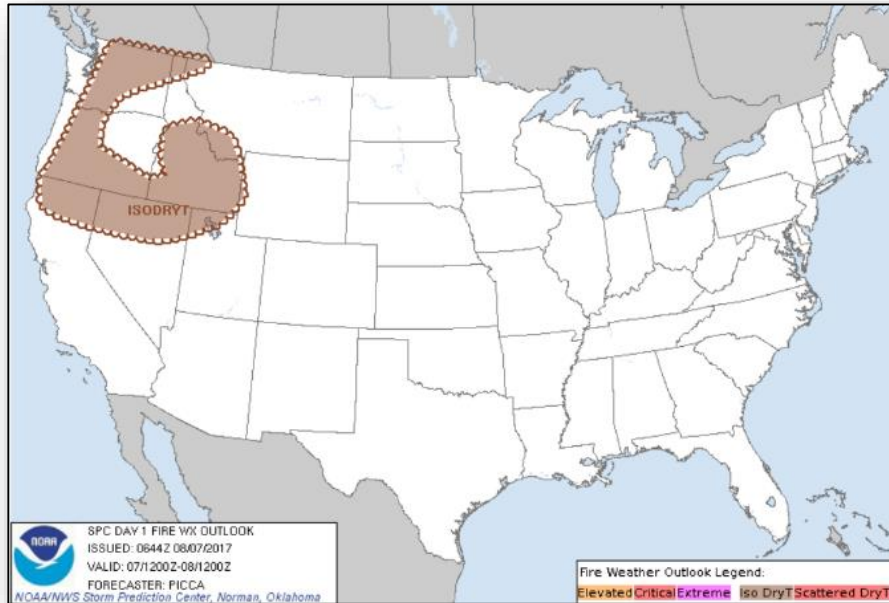 ISODRYT
NOAA
SPC DAY 1 FIRE WX OUTLOOK
ISSUED: 0644Z 08/07/2017
VALID: 07/1200Z-08/1200Z
FORECASTER: PICCA
NOAA/NWS Storm Prediction Center, Norman, Oklahoma
Fire Weather Outlook Legend:
Elevated Critical Extreme Iso DryT Scattered DryT